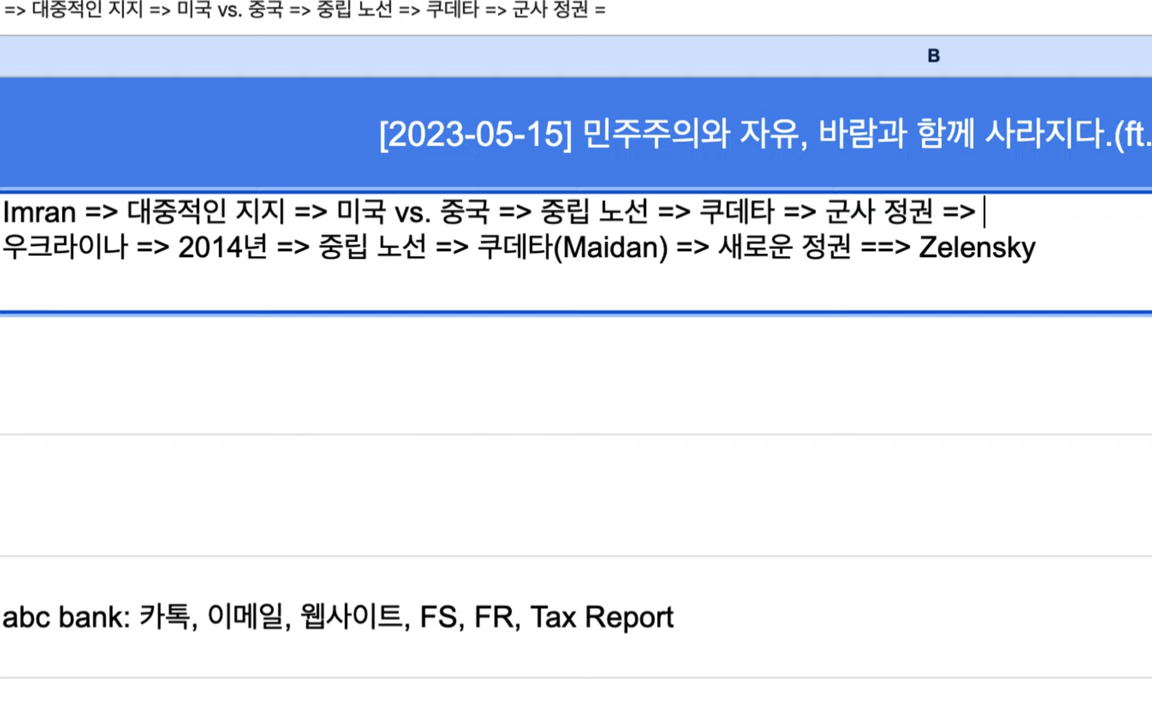 => 대중적인 지지 => 미국 vs. 중국 => 중립 노선 => 쿠데타 => 군사 정권 =
B
[2023-05-15] 민주주의와 자유, 바람과 함께 사라지다.(ft.
Imran => 대중적인 지지 => 미국 vs. 중국 => 중립 노선 => 쿠데타 => 군사 정권 =>
우크라이나 => 2014년 => 중립 노선 => 쿠데타(Maidan) => 새로운 정권 ==> Zelensky
abc bank: 카톡, 이메일, 웹사이트, FS, FR, Tax Report